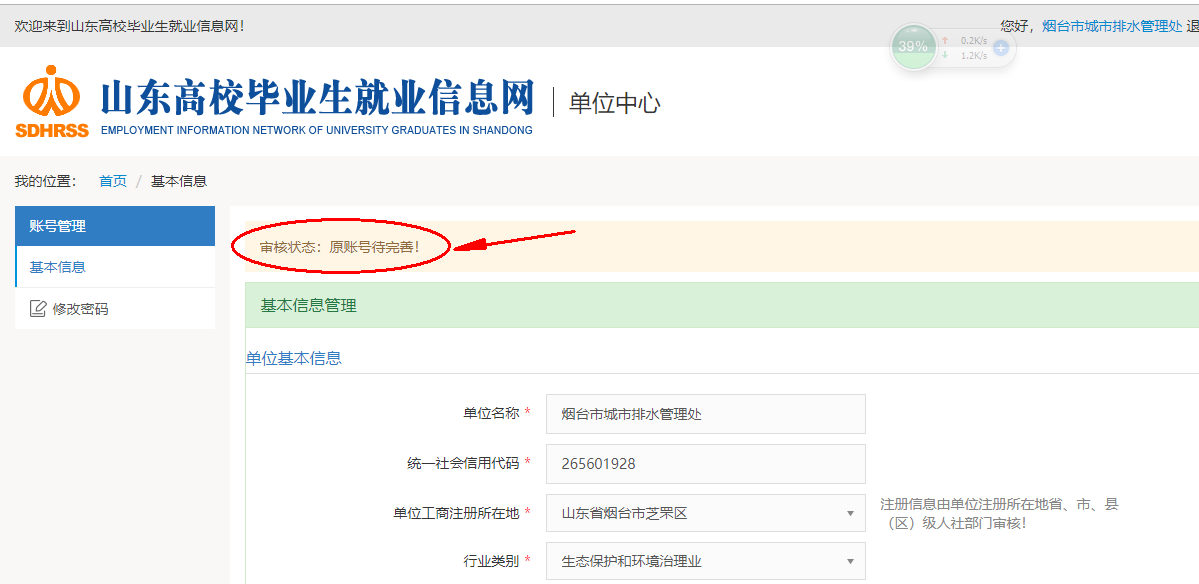 欢迎来到山东高校毕业生就业信息网!
您好，烟台市城市排水管理处 退
39%
0.2K/s
1.2K/s
山东高校毕业生就业信息网
单位中心
SDHRSS
EMPLOYMENT INFORMATION NETWORK OF UNIVERSITY GRADUATES IN SHANDONG
我的位置： 首页 / 基本信息
账号管理
基本信息
修改密码
审核状态：原账号待完善!
基本信息管理
单位基本信息
单位名称 * 烟台市城市排水管理处
统一社会信用代码 * 265601928
单位工商注册所在地 * 山东省烟台市芝罘区
注册信息由单位注册所在地省、市、县
（区）级人社部门审核!
行业类别 * 生态保护和环境治理业